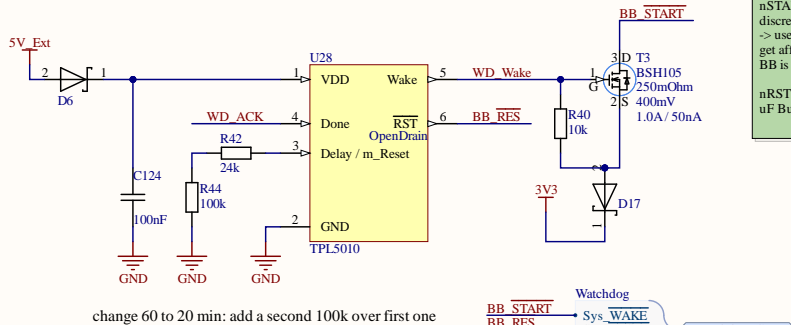 BB_START
nSTA
discre
-> use
get aff
BB is
nRST
uF Bu
5V_Ext
2
1
D6
U28
1
VDD
Wake
5
WD_Wake
1
G
3
D
T3
BSH105
250mOhm
400mV
1.0A / 50nA
2
S
WD_ACK
4
Done
RST
OpenDrain
6
BB_RES
R40
10k
R42
24k
3
Delay / m_Reset
C124
100nF
R44
100k
2
GND
TPL5010
3V3
2
D17
1
GND
GND
GND
change 60 to 20 min: add a second 100k over first one
Watchdog
BB_START
Sys_WAKE
BB_RES